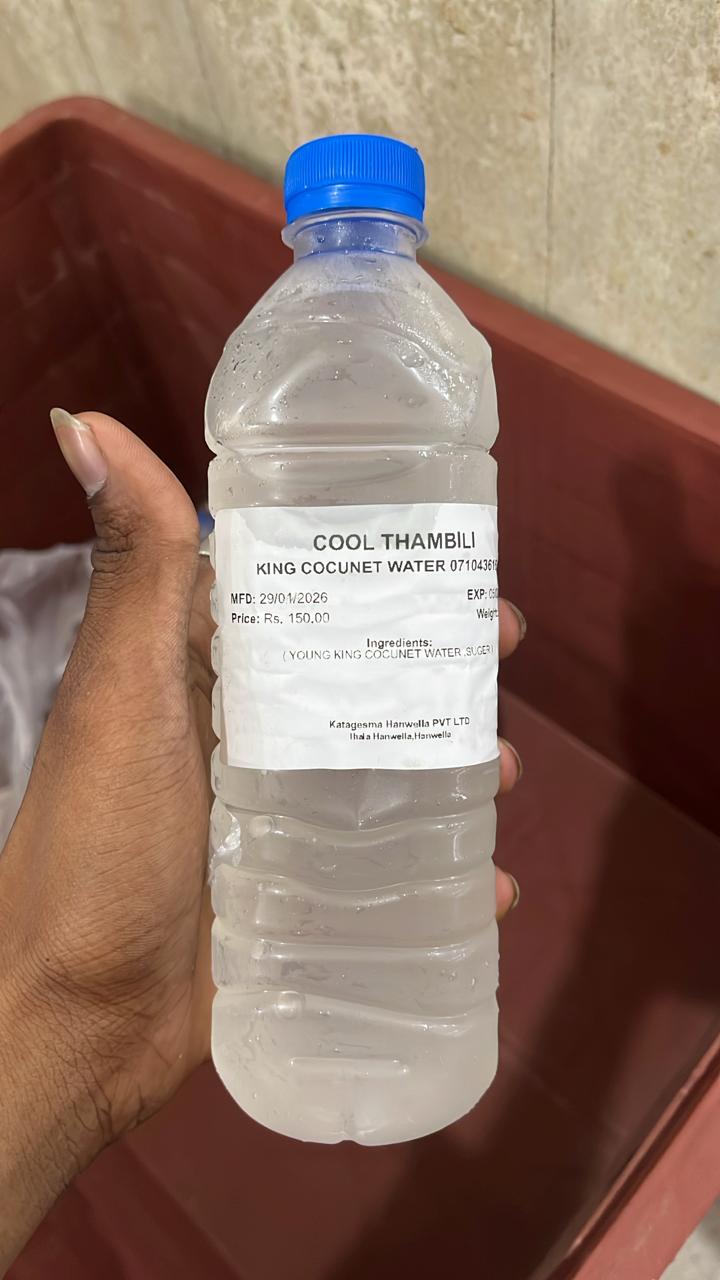 COOL THAMBILI
KING COCUNET WATER
MFD: 29/01/2026 EXP:
Price: Rs. 150.00
Ingredients:
( YOUNG KING COCUNET WATER ,SUGER )
Katagesma Hanwella PVT LTD
Ihala Hanwella,Hanwella